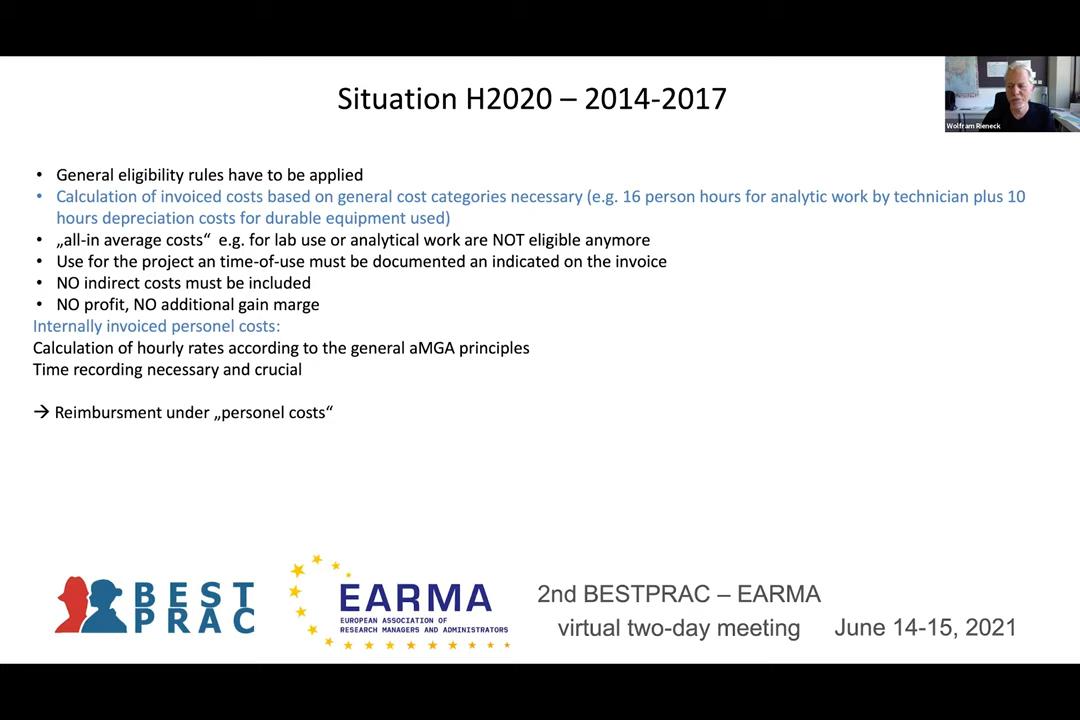 Situation H2020 – 2014-2017
Wolfram Rieneck
• General eligibility rules have to be applied
• Calculation of invoiced costs based on general cost categories necessary (e.g. 16 person hours for analytic work by technician plus 10
hours depreciation costs for durable equipment used)
• „all-in average costs“ e.g. for lab use or analytical work are NOT eligible anymore
• Use for the project an time-of-use must be documented an indicated on the invoice
• NO indirect costs must be included
• NO profit, NO additional gain marge
Internally invoiced personel costs:
Calculation of hourly rates according to the general aMGA principles
Time recording necessary and crucial
→ Reimbursment under „personel costs“
BEST
PRAC
EARMA
EUROPEAN ASSOCIATION OF
RESEARCH MANAGERS AND ADMINISTRATORS
2nd BESTPRAC – EARMA
virtual two-day meeting June 14-15, 2021